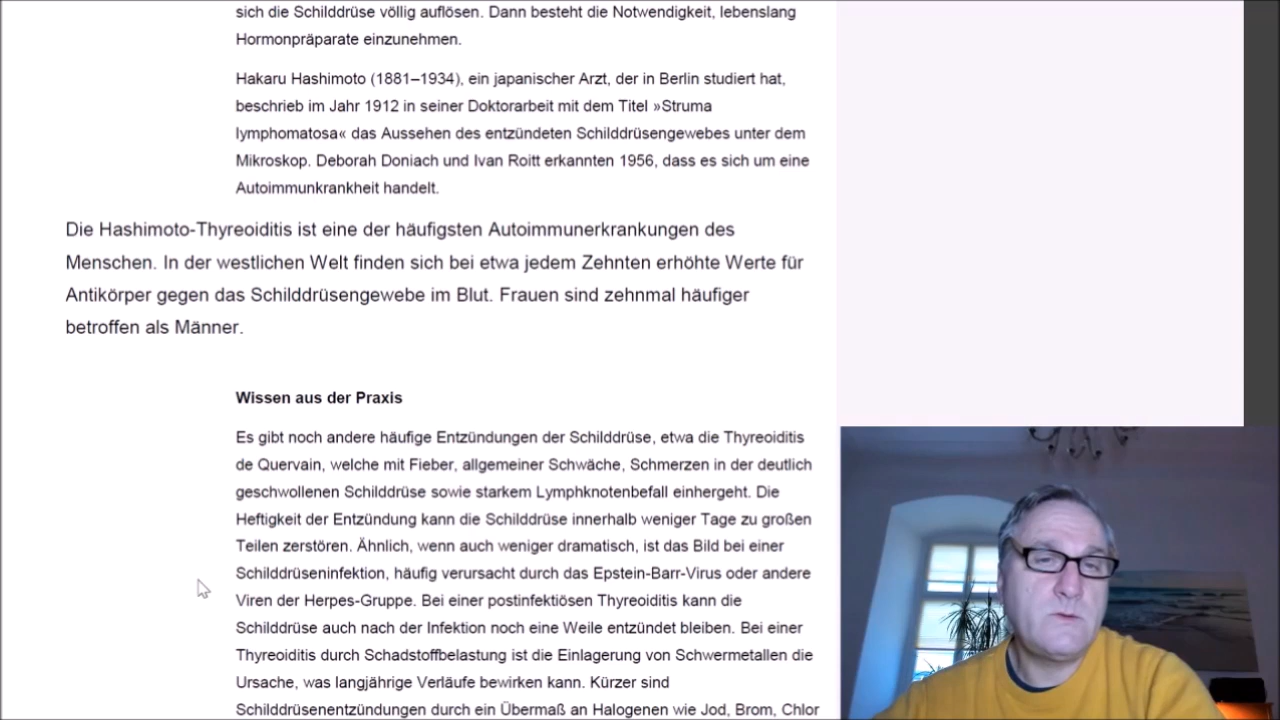 sich die Schilddrüse völlig auflösen. Dann besteht die Notwendigkeit, lebenslang
Hormonpräparate einzunehmen.
Hakaru Hashimoto (1881–1934), ein japanischer Arzt, der in Berlin studiert hat,
beschrieb im Jahr 1912 in seiner Doktorarbeit mit dem Titel »Struma
lymphomatosa« das Aussehen des entzündeten Schilddrüsengewebes unter dem
Mikroskop. Deborah Doniach und Ivan Roitt erkannten 1956, dass es sich um eine
Autoimmunkrankheit handelt.
Die Hashimoto-Thyreoiditis ist eine der häufigsten Autoimmunerkrankungen des
Menschen. In der westlichen Welt finden sich bei etwa jedem Zehnten erhöhte Werte für
Antikörper gegen das Schilddrüsengewebe im Blut. Frauen sind zehnmal häufiger
betroffen als Männer.
Wissen aus der Praxis
Es gibt noch andere häufige Entzündungen der Schilddrüse, etwa die Thyreoiditis
de Quervain, welche mit Fieber, allgemeiner Schwäche, Schmerzen in der deutlich
geschwollenen Schilddrüse sowie starkem Lymphknotenbefall einhergeht. Die
Heftigkeit der Entzündung kann die Schilddrüse innerhalb weniger Tage zu großen
Teilen zerstören. Ähnlich, wenn auch weniger dramatisch, ist das Bild bei einer
Schilddrüseninfektion, häufig verursacht durch das Epstein-Barr-Virus oder andere
Viren der Herpes-Gruppe. Bei einer postinfektiösen Thyreoiditis kann die
Schilddrüse auch nach der Infektion noch eine Weile entzündet bleiben. Bei einer
Thyreoiditis durch Schadstoffbelastung ist die Einlagerung von Schwermetallen die
Ursache, was langjährige Verläufe bewirken kann. Kürzer sind
Schilddrüsenentzündungen durch ein Übermaß an Halogenen wie Jod, Brom, Chlor